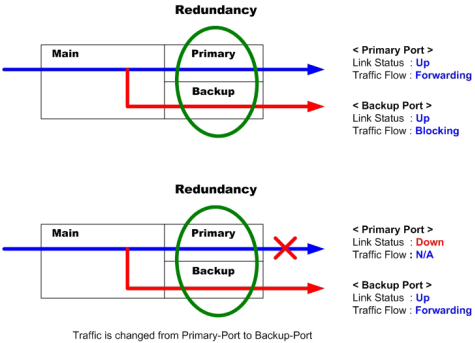 Redundancy
Main
Primary
Backup
< Primary Port >
Link Status : Up
Traffic Flow : Forwarding
< Backup Port >
Link Status : Up
Traffic Flow : Blocking
Redundancy
Main
Primary
Backup
< Primary Port >
Link Status : Down
Traffic Flow : N/A
< Backup Port >
Link Status : Up
Traffic Flow : Forwarding
Traffic is changed from Primary-Port to Backup-Port